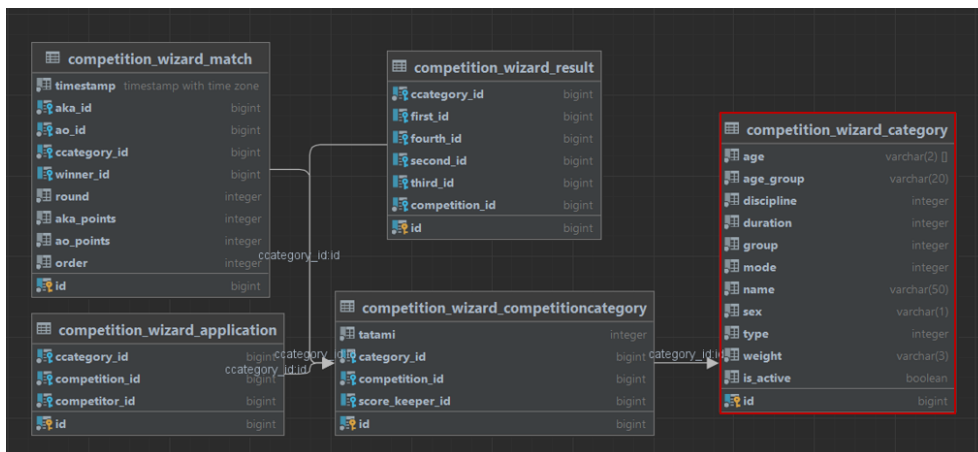 competition_wizard_match
timestamp timestamp with time zone
aka_id bigint
ao_id bigint
ccategory_id bigint
winner_id bigint
round integer
aka_points integer
ao_points integer
order integer
id bigint
competition_wizard_result
ccategory_id bigint
first_id bigint
fourth_id bigint
second_id bigint
third_id bigint
competition_id bigint
id bigint
competition_wizard_category
age varchar(2) []
age_group varchar(20)
discipline integer
duration integer
group integer
mode integer
name varchar(50)
sex varchar(1)
type integer
weight varchar(3)
is_active boolean
id bigint
ccategory_id:id
competition_wizard_application
ccategory_id bigint
competition_id bigint
competitor_id bigint
id bigint
ccategory_id:id
ccategory_id:id
competition_wizard_competitioncategory
tatami integer
category_id bigint
competition_id bigint
score_keeper_id bigint
id bigint
category_id:id